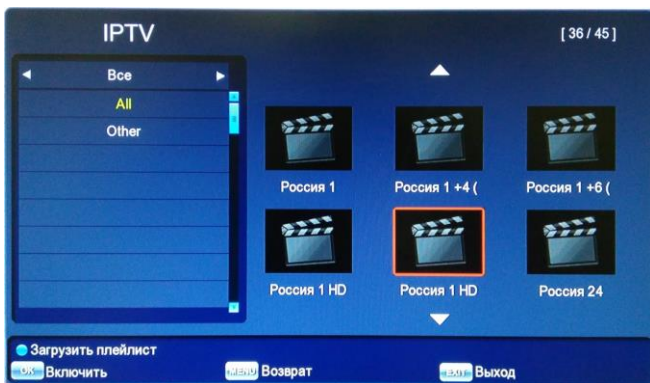 IPTV
[ 36 / 45 ]
Все
All
Other
Россия 1
Россия 1 +4 (
Россия 1 +6 (
Россия 1 HD
Россия 1 HD
Россия 24
Загрузить плейлист
OK Включить
MENU Возврат
EXIT Выход